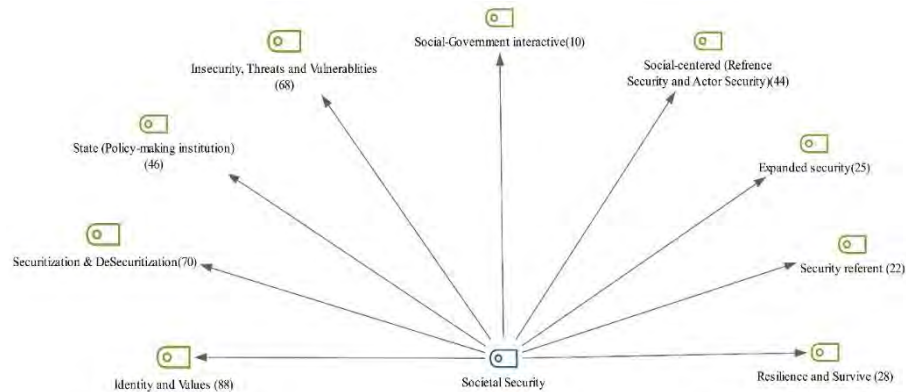 Social-Government interactive(10)
Insecurity, Threats and Vulnerablities
(68)
Social-centered (Refrence
Security and Actor Security)(44)
State (Policy-making institution)
(46)
Expanded security(25)
Securitization & DeSecuritization(70)
Security referent (22)
Identity and Values (88)
Societal Security
Resilience and Survive (28)